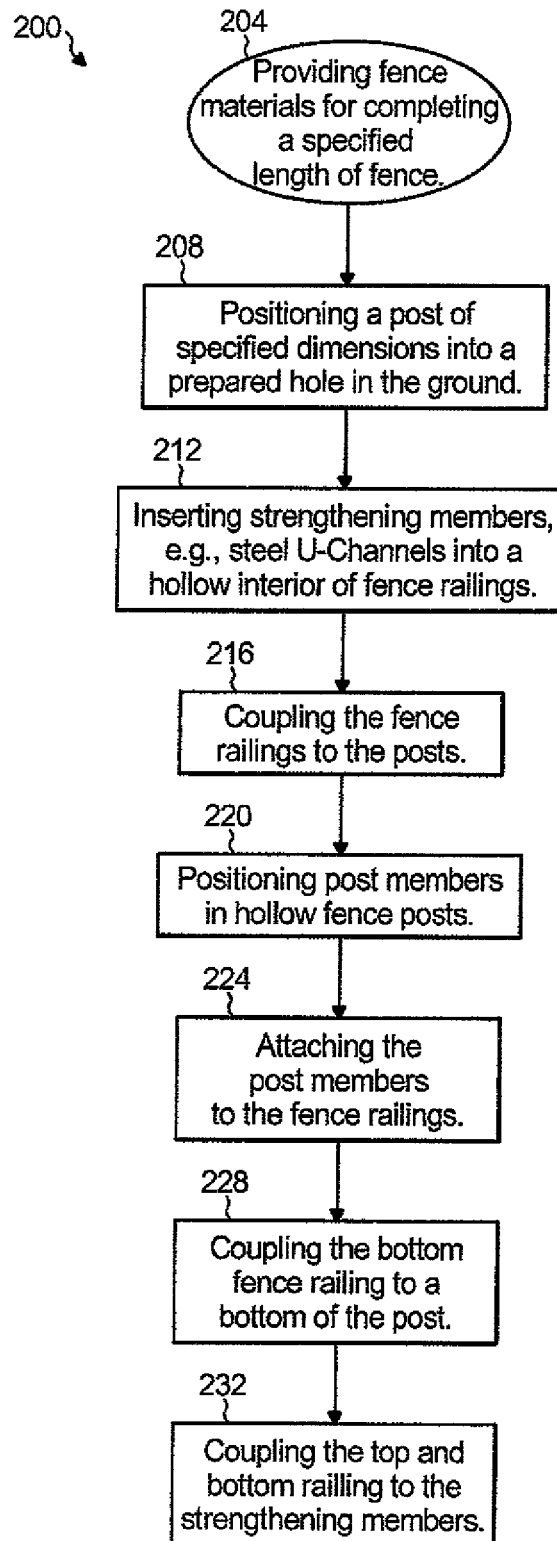 200
204
Providing fence
materials for completing
a specified
length of fence.
208
Positioning a post of
specified dimensions into a
prepared hole in the ground.
212
Inserting strengthening members,
e.g., steel U-Channels into a
hollow interior of fence railings.
216
Coupling the fence
railings to the posts.
220
Positioning post members
in hollow fence posts.
224
Attaching the
post members
to the fence railings.
228
Coupling the bottom
fence railing to a
bottom of the post.
232
Coupling the top and
bottom railling to the
strengthening members.